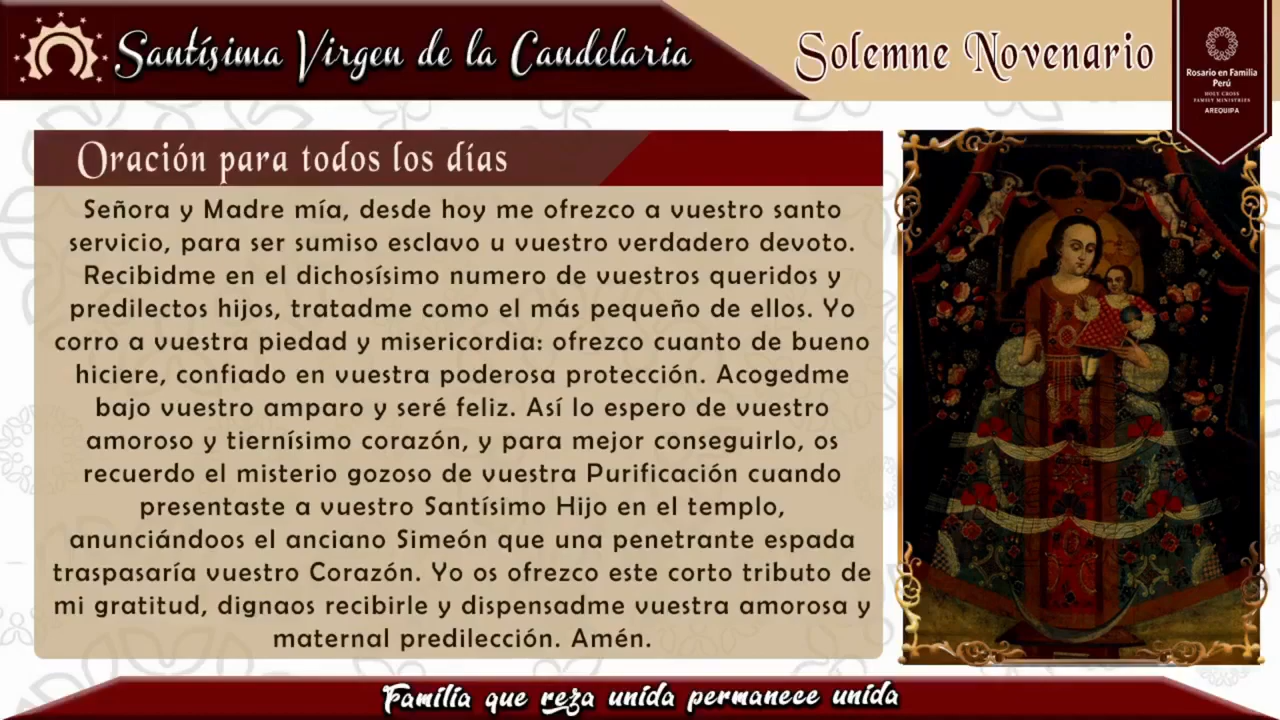 Santísima Virgen de la Candelaria
Solemne Novenario
Rosario en Familia
Perú
HOLY CROSS
FAMILY MINISTRIES
AREQUIPA
Oración para todos los días
Señora y Madre mía, desde hoy me ofrezco a vuestro santo
servicio, para ser sumiso esclavo u vuestro verdadero devoto.
Recibidme en el dichosísimo numero de vuestros queridos y
predilectos hijos, tratadme como el más pequeño de ellos. Yo
corro a vuestra piedad y misericordia: ofrezco cuanto de bueno
hiciere, confiado en vuestra poderosa protección. Acogedme
bajo vuestro amparo y seré feliz. Así lo espero de vuestro
amoroso y tiernísimo corazón, y para mejor conseguirlo, os
recuerdo el misterio gozoso de vuestra Purificación cuando
presentaste a vuestro Santísimo Hijo en el templo,
anunciándoos el anciano Simeón que una penetrante espada
traspasaría vuestro Corazón. Yo os ofrezco este corto tributo de
mi gratitud, dignaos recibirle y dispensadme vuestra amorosa y
maternal predilección. Amén.
Familia que reza unida permanece unida